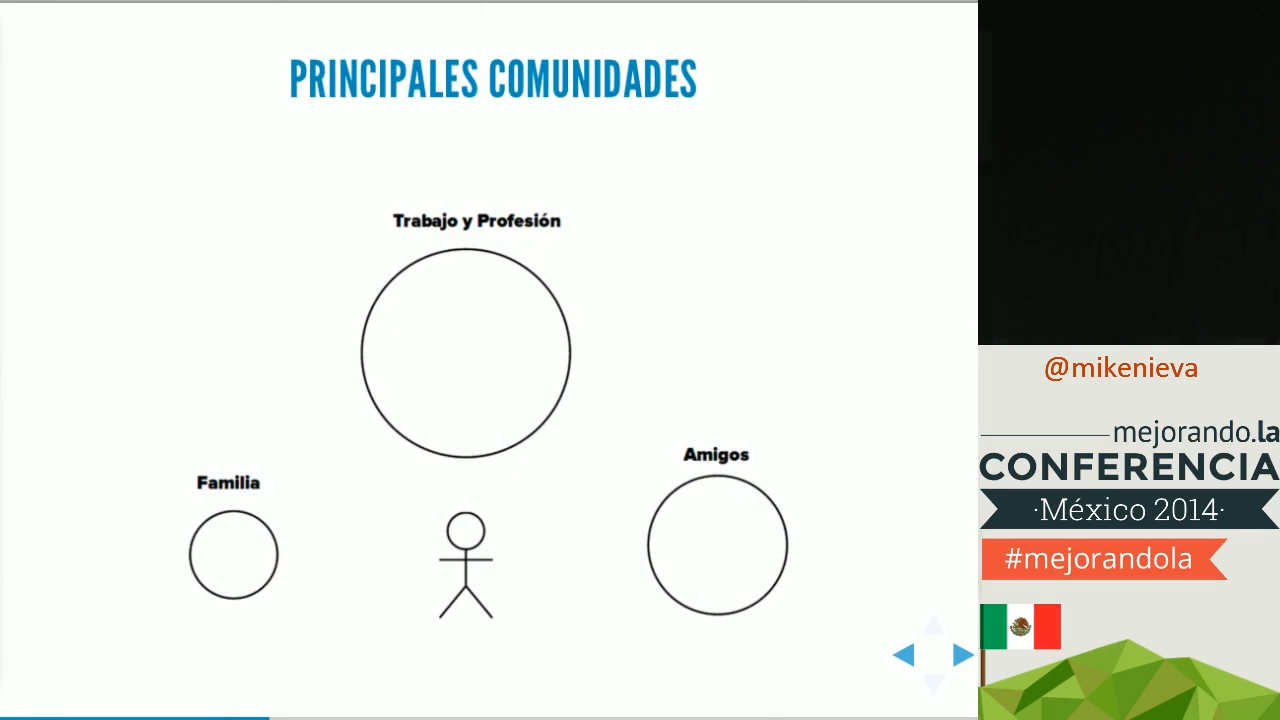 PRINCIPALES COMUNIDADES
Trabajo y Profesión
Familia
Amigos
@mikenieva
mejorando.la
CONFERENCIA
·México 2014·
#mejorandola